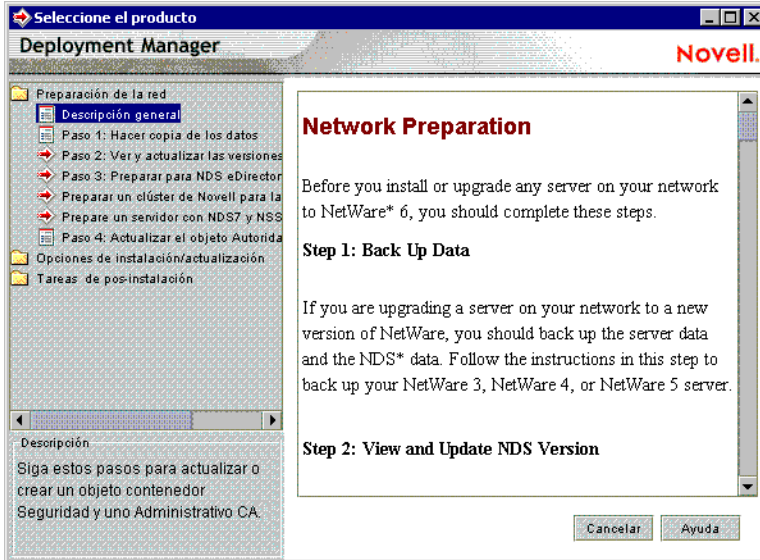 Seleccione el producto
Deployment Manager
Novell.
Preparación de la red
Descripción general
Paso 1: Hacer copia de los datos
Paso 2: Ver y actualizar las versiones
Paso 3: Preparar para NDS eDirector
Preparar un clúster de Novell para la
Prepare un servidor con NDS7 y NSS
Paso 4: Actualizar el objeto Autorida
Opciones de instalación/actualización
Tareas de pos-instalación
Descripción
Siga estos pasos para actualizar o
crear un objeto contenedor
Seguridad y uno Administrativo CA.
Network Preparation
Before you install or upgrade any server on your network
to NetWare* 6, you should complete these steps.
Step 1: Back Up Data
If you are upgrading a server on your network to a new
version of NetWare, you should back up the server data
and the NDS* data. Follow the instructions in this step to
back up your NetWare 3, NetWare 4, or NetWare 5 server.
Step 2: View and Update NDS Version
Cancelar
Ayuda